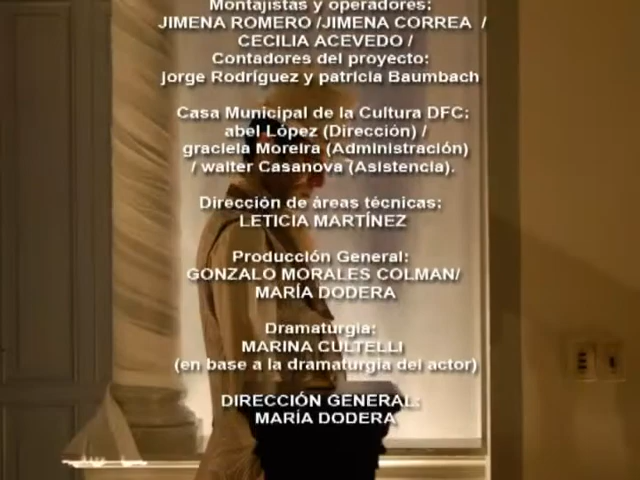 Montajistas y operadores:
JIMENA ROMERO /JIMENA CORREA /
CECILIA ACEVEDO /
Contadores del proyecto:
jorge Rodríguez y patricia Baumbach
Casa Municipal de la Cultura DFC:
abel López (Dirección) /
graciela Moreira (Administración)
/ walter Casanova (Asistencia).
Dirección de áreas técnicas:
LETICIA MARTÍNEZ
Producción General:
GONZALO MORALES COLMAN/
MARÍA DODERA
Dramaturgia:
MARINA CULTELLI
(en base a la dramaturgia del actor)
DIRECCIÓN GENERAL:
MARÍA DODERA